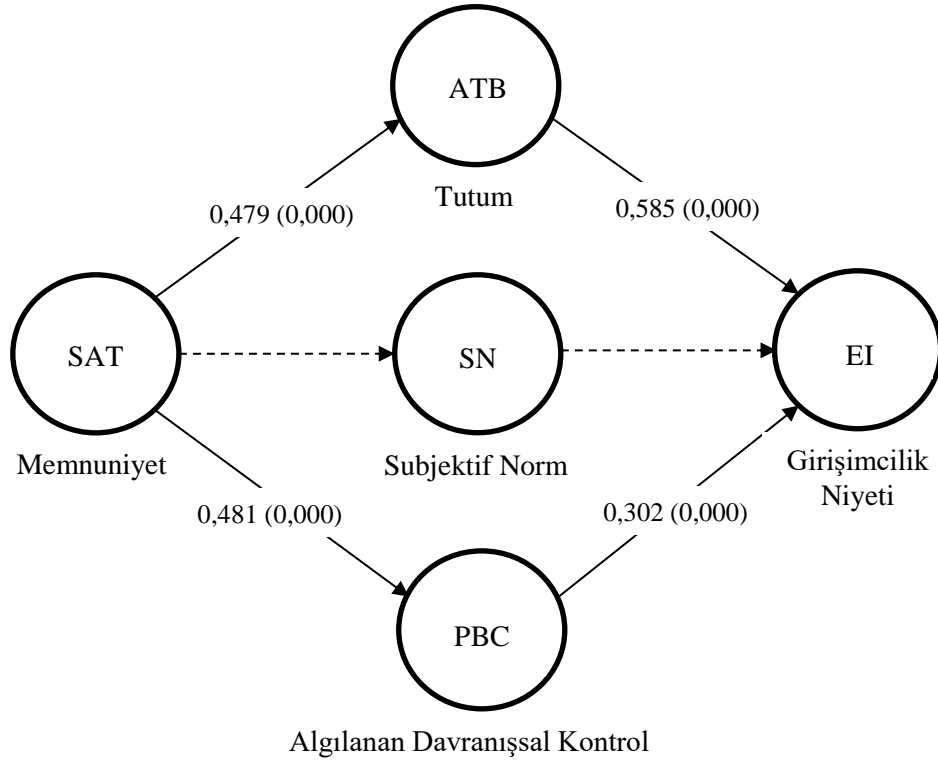 ATB
Tutum
0,479 (0,000)
0,585 (0,000)
SAT
SN
EI
Memnuniyet
Subjektif Norm
Girişimcilik
Niyeti
0,481 (0,000)
0,302 (0,000)
PBC
Algılanan Davranışsal Kontrol